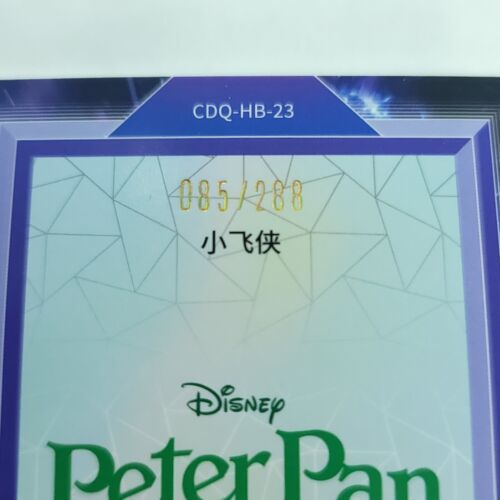 CDQ-HB-23
085/288
小飞侠
Disney
Peter Pan